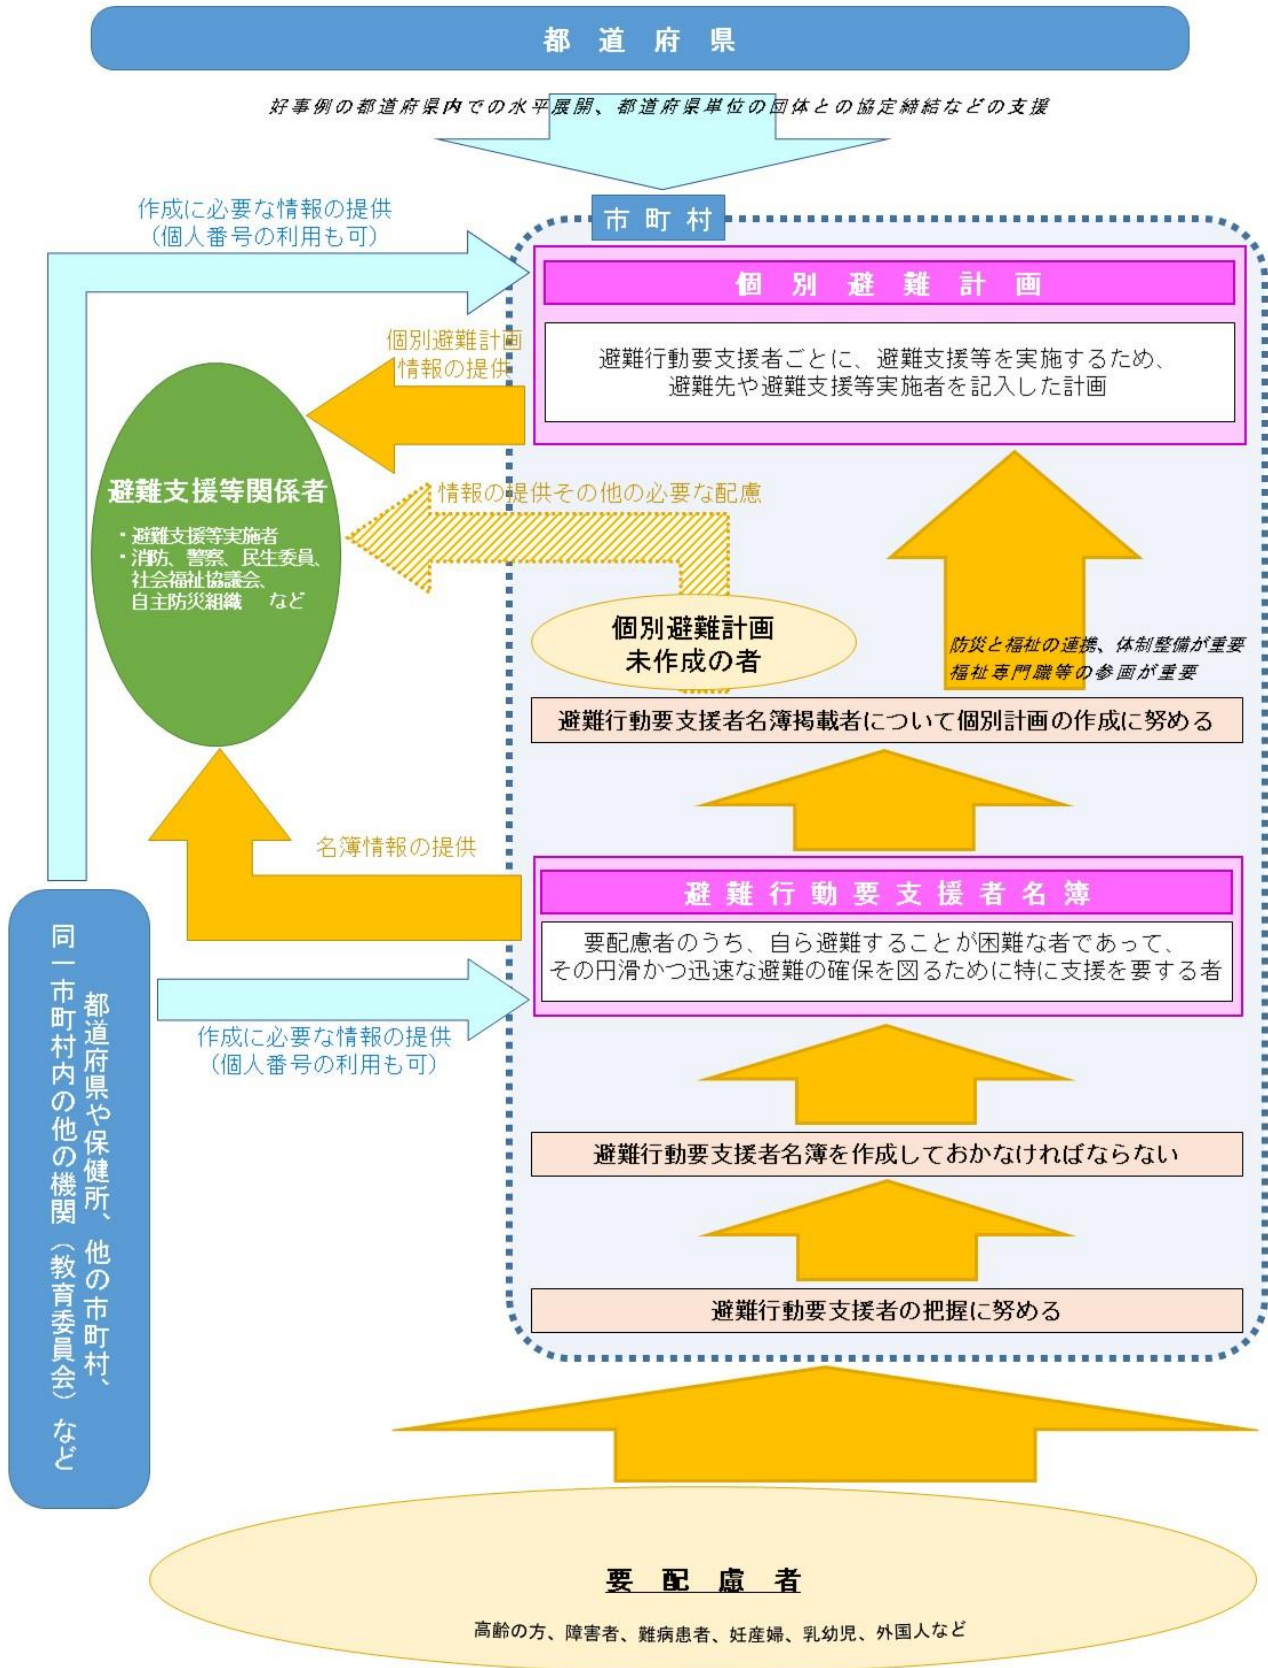 都道府県
好事例の都道府県内での水平展開、都道府県単位の団体との協定締結などの支援
市町村
作成に必要な情報の提供
（個人番号の利用も可）
個別避難計画
避難行動要支援者ごとに、避難支援等を実施するため、
避難先や避難支援等実施者を記入した計画
個別避難計画
情報の提供
避難支援等関係者
・避難支援等実施者
・消防、警察、民生委員、
社会福祉協議会、
自主防災組織　など
情報の提供その他の必要な配慮
個別避難計画
未作成の者
防災と福祉の連携、体制整備が重要
福祉専門職等の参画が重要
避難行動要支援者名簿掲載者について個別計画の作成に努める
名簿情報の提供
避難行動要支援者名簿
要配慮者のうち、自ら避難することが困難な者であって、
その円滑かつ迅速な避難の確保を図るために特に支援を要する者
都道府県や保健所、他の市町村、
同一市町村内の他の機関（教育委員会）など
作成に必要な情報の提供
（個人番号の利用も可）
避難行動要支援者名簿を作成しておかなければならない
避難行動要支援者の把握に努める
要配慮者
高齢の方、障害者、難病患者、妊産婦、乳幼児、外国人など